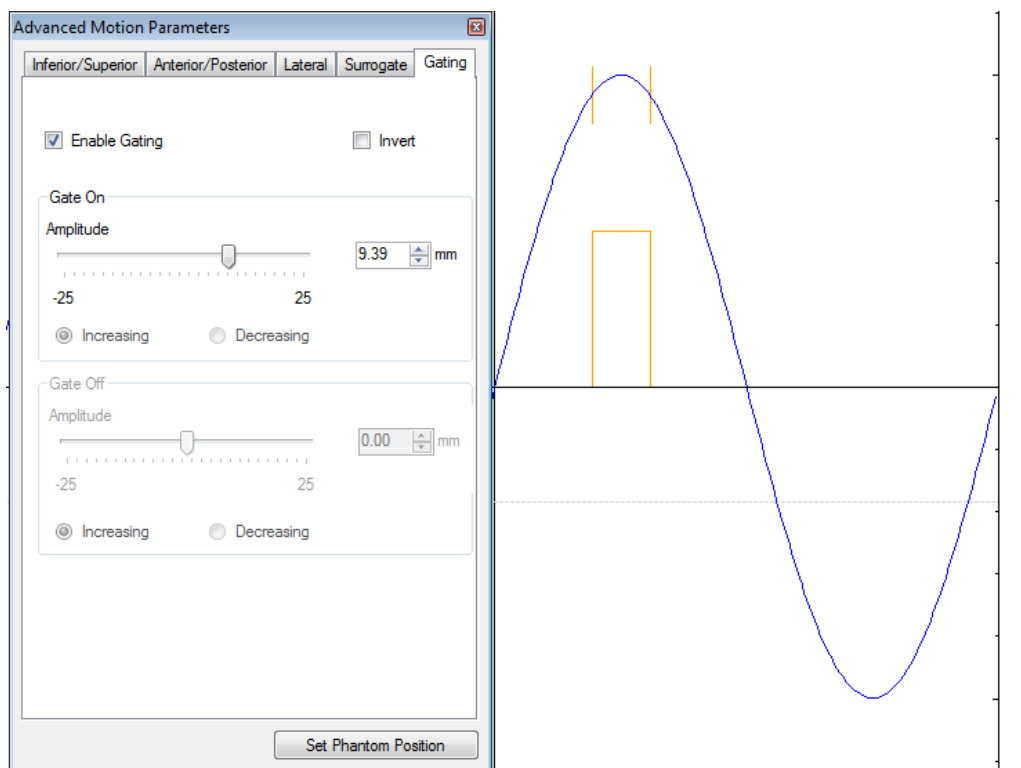 Advanced Motion Parameters
Inferior/Superior Anterior/Posterior Lateral Surrogate Gating
Enable Gating Invert
Gate On
Amplitude
9.39 mm
-25 25
Increasing Decreasing
Gate Off
Amplitude
0.00 mm
-25 25
Increasing Decreasing
Set Phantom Position